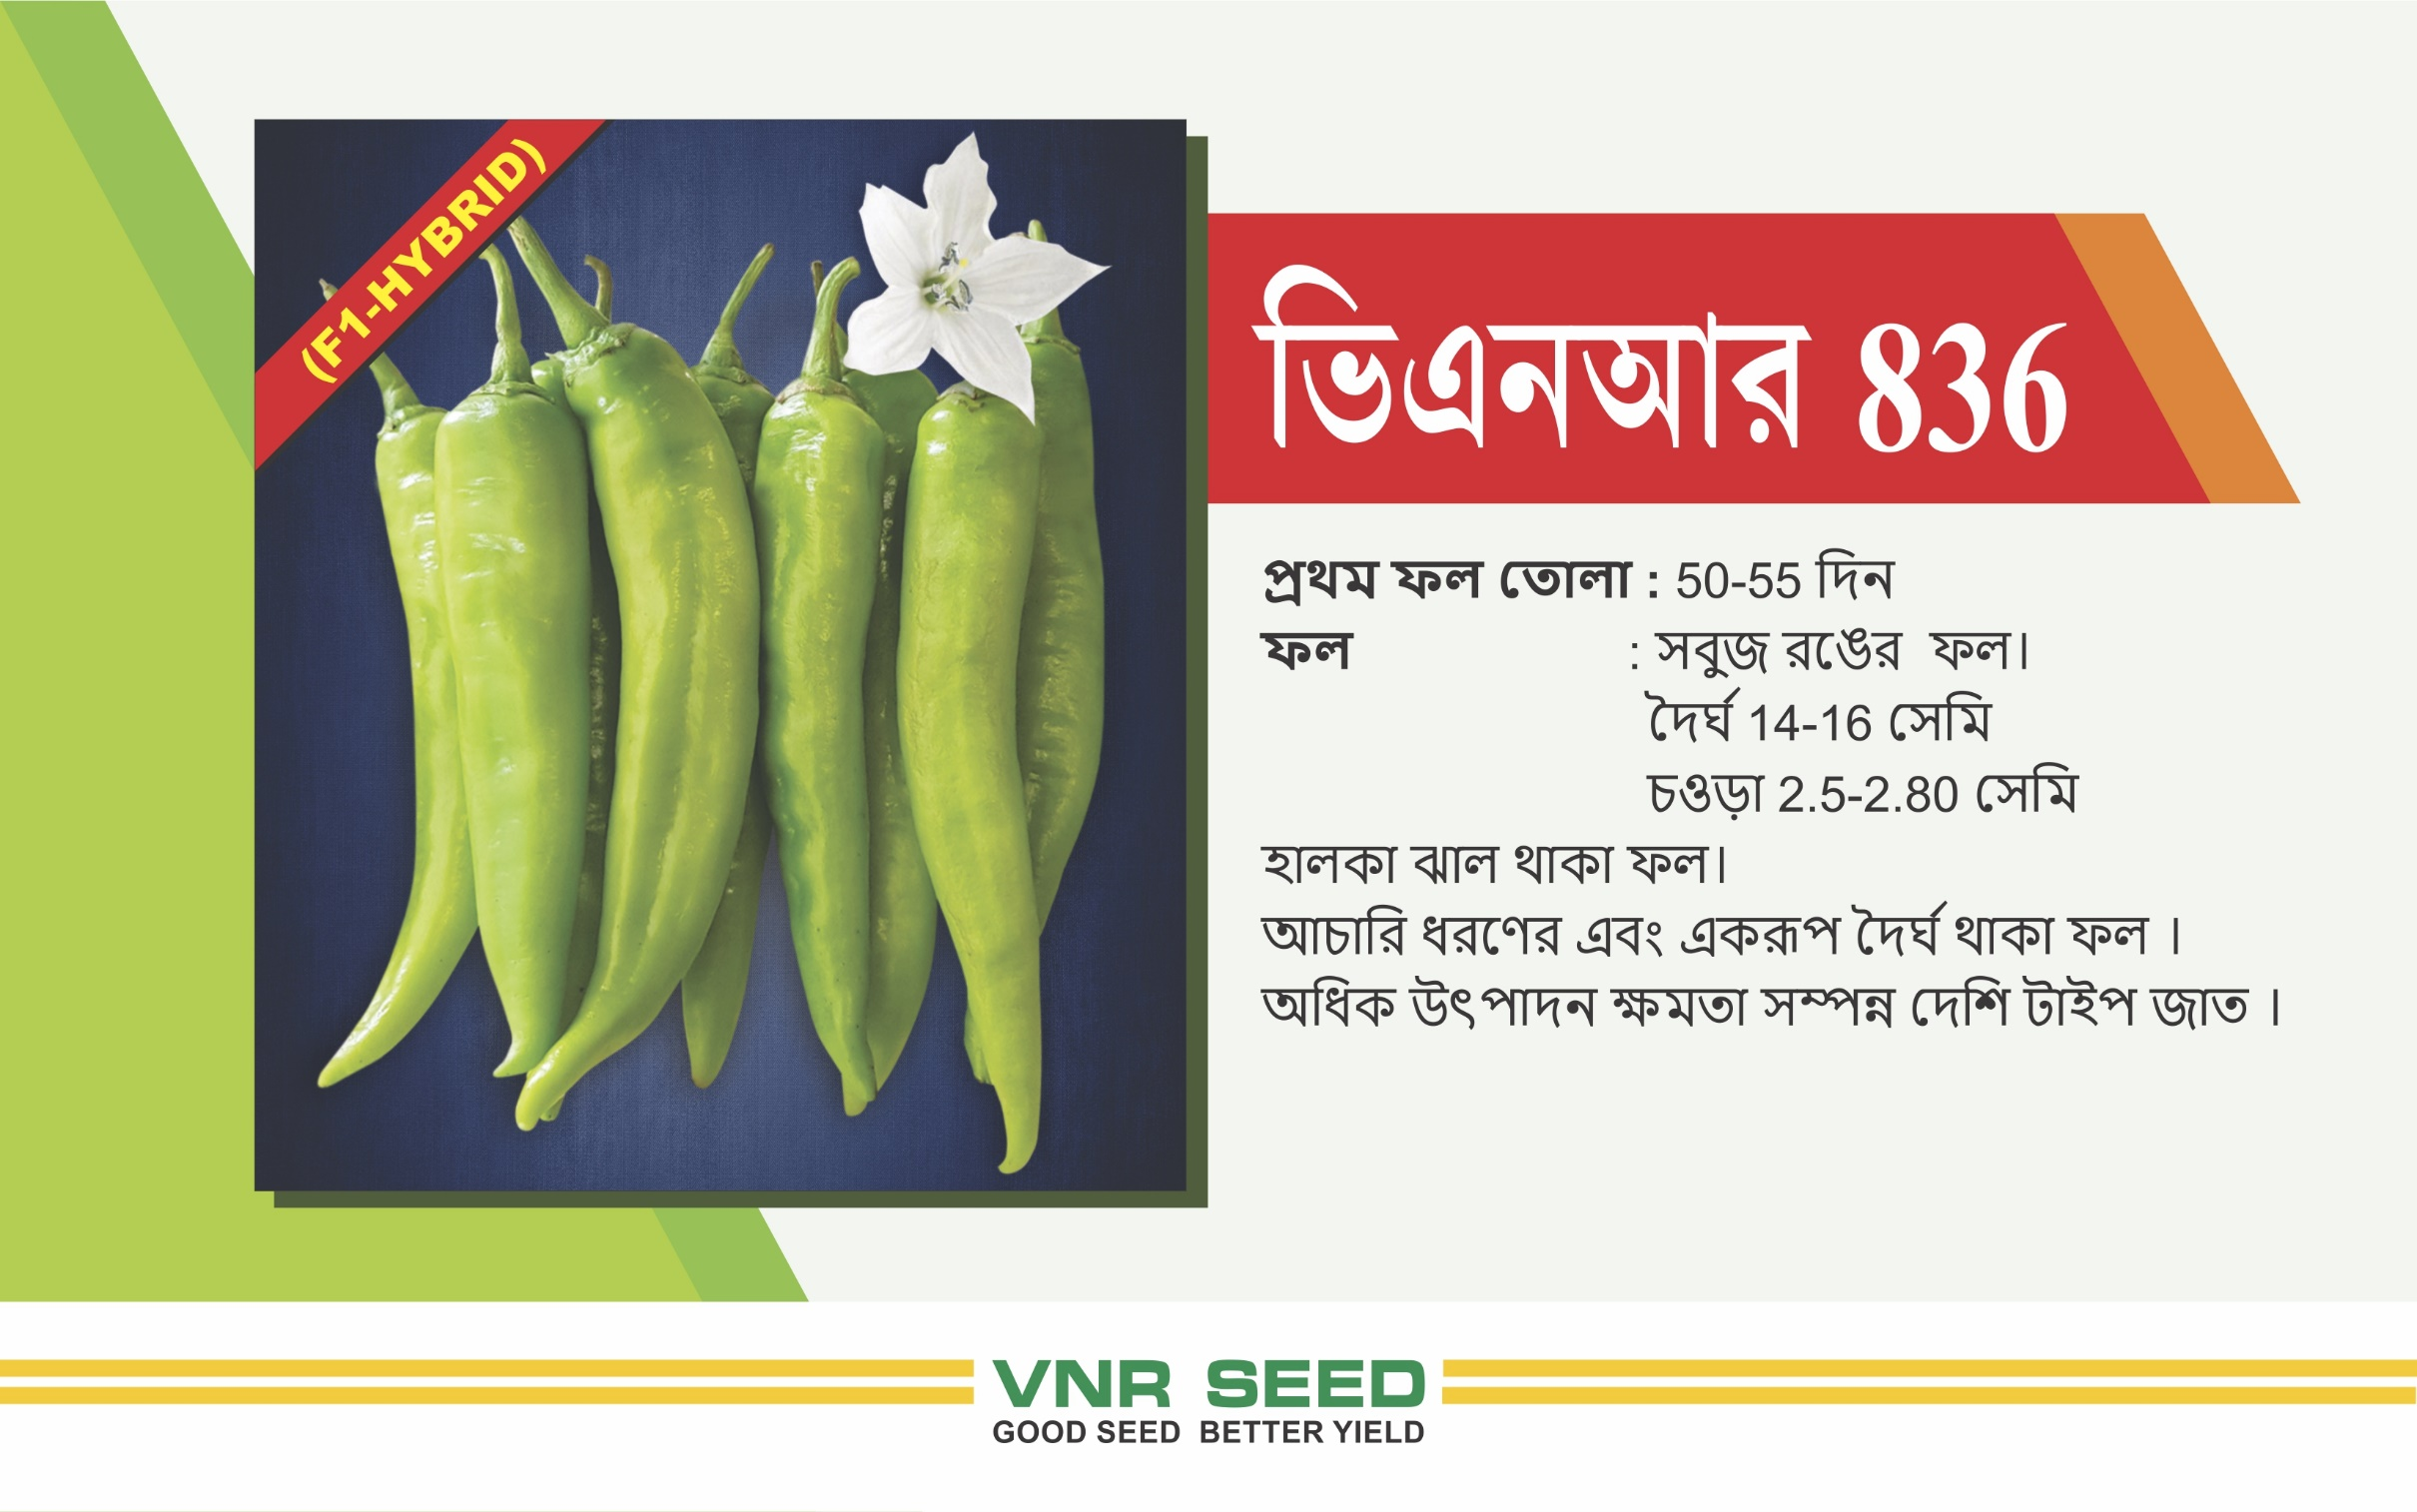 (F1-HYBRID)
ভিএনআর 836
প্রথম ফল তোলা : 50-55 দিন
ফল : সবুজ রঙের ফল।
দৈর্ঘ 14-16 সেমি
চওড়া 2.5-2.80 সেমি
হালকা ঝাল থাকা ফল।
আচারি ধরণের এবং একরূপ দৈর্ঘ থাকা ফল ।
অধিক উৎপাদন ক্ষমতা সম্পন্ন দেশি টাইপ জাত ।
VNR SEED
GOOD SEED BETTER YIELD